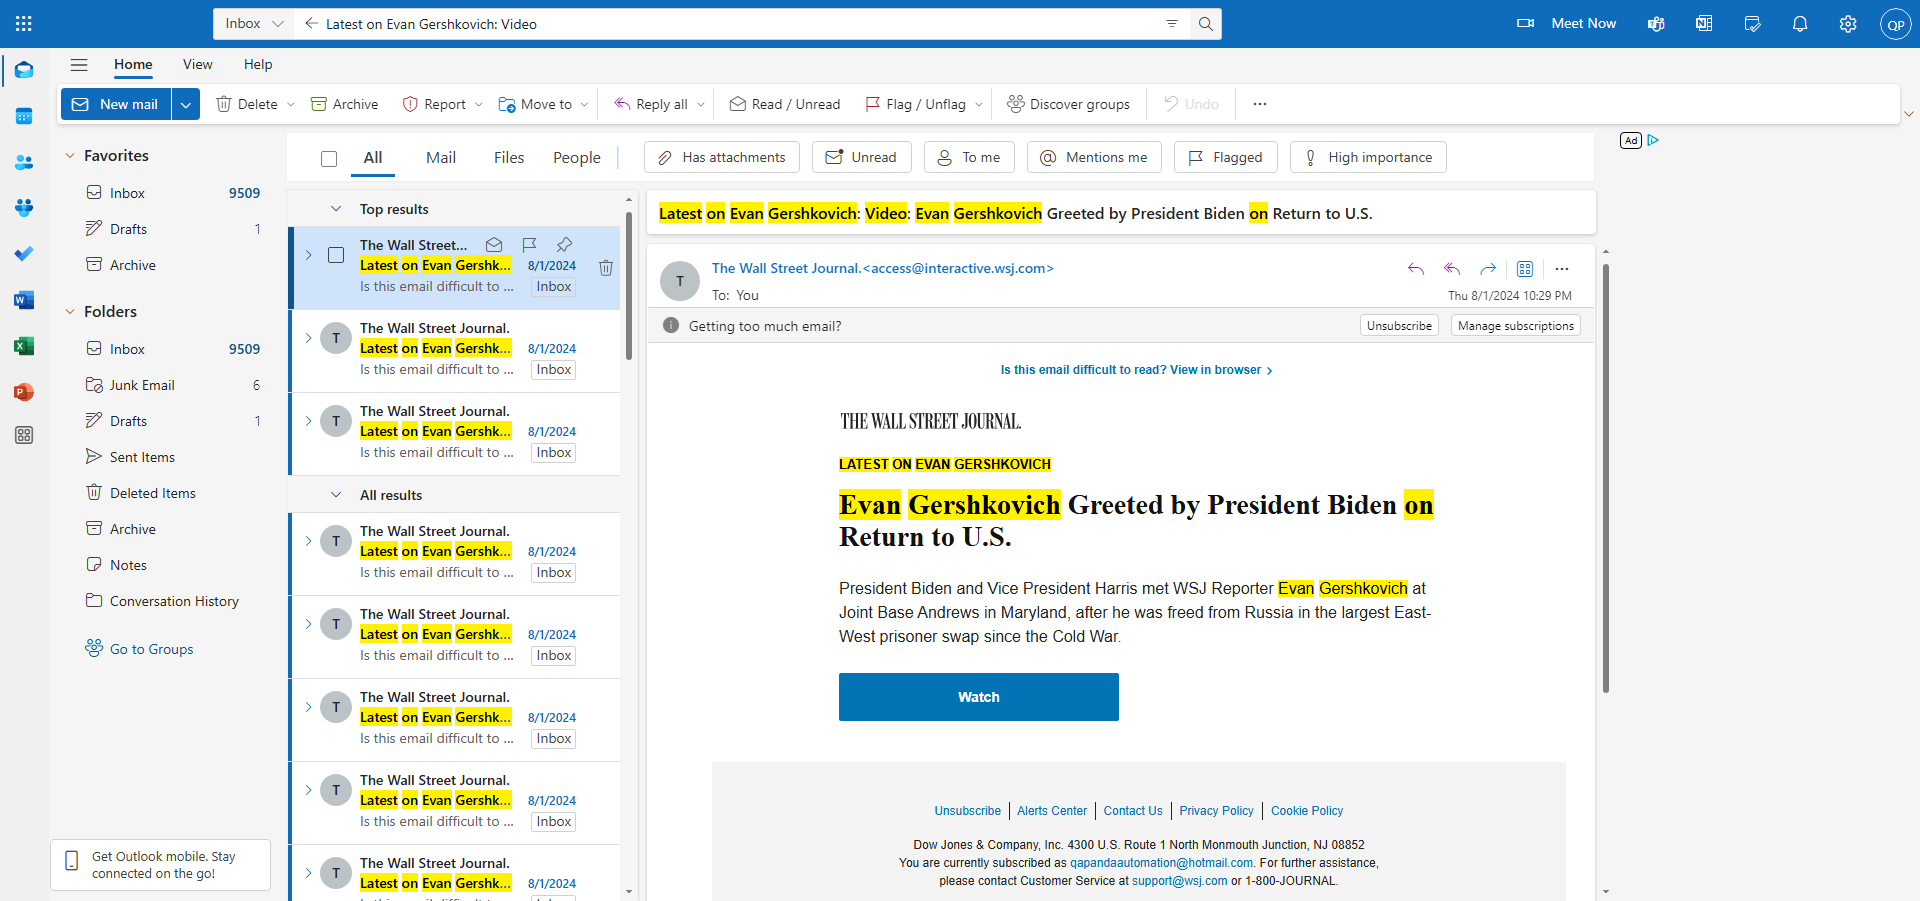 Inbox
Latest on Evan Gershkovich: Video
Meet Now
QP
Home View Help
New mail Delete Archive Report Move to Reply all Read / Unread Flag / Unflag Discover groups Undo
Favorites
Inbox 9509
Drafts 1
Archive
Folders
Inbox 9509
Junk Email 6
Drafts 1
Sent Items
Deleted Items
Archive
Notes
Conversation History
Go to Groups
Get Outlook mobile. Stay
connected on the go!
All Mail Files People Has attachments Unread To me Mentions me Flagged High importance
Top results
The Wall Street...
Latest on Evan Gershk... 8/1/2024
Is this email difficult to ... Inbox
T
The Wall Street Journal.
Latest on Evan Gershk... 8/1/2024
Is this email difficult to ... Inbox
T
The Wall Street Journal.
Latest on Evan Gershk... 8/1/2024
Is this email difficult to ... Inbox
All results
T
The Wall Street Journal.
Latest on Evan Gershk... 8/1/2024
Is this email difficult to ... Inbox
T
The Wall Street Journal.
Latest on Evan Gershk... 8/1/2024
Is this email difficult to ... Inbox
T
The Wall Street Journal.
Latest on Evan Gershk... 8/1/2024
Is this email difficult to ... Inbox
T
The Wall Street Journal.
Latest on Evan Gershk... 8/1/2024
Is this email difficult to ... Inbox
T
The Wall Street Journal.
Latest on Evan Gershk... 8/1/2024
Latest on Evan Gershkovich: Video: Evan Gershkovich Greeted by President Biden on Return to U.S.
T
The Wall Street Journal.<access@interactive.wsj.com>
To: You
Thu 8/1/2024 10:29 PM
Getting too much email? Unsubscribe Manage subscriptions
Is this email difficult to read? View in browser >
THE WALL STREET JOURNAL.
LATEST ON EVAN GERSHKOVICH
Evan Gershkovich Greeted by President Biden on
Return to U.S.
President Biden and Vice President Harris met WSJ Reporter Evan Gershkovich at
Joint Base Andrews in Maryland, after he was freed from Russia in the largest East-
West prisoner swap since the Cold War.
Watch
Unsubscribe | Alerts Center | Contact Us | Privacy Policy | Cookie Policy
Dow Jones & Company, Inc. 4300 U.S. Route 1 North Monmouth Junction, NJ 08852
You are currently subscribed as qapandaautomation@hotmail.com. For further assistance,
please contact Customer Service at support@wsj.com or 1-800-JOURNAL.
Ad